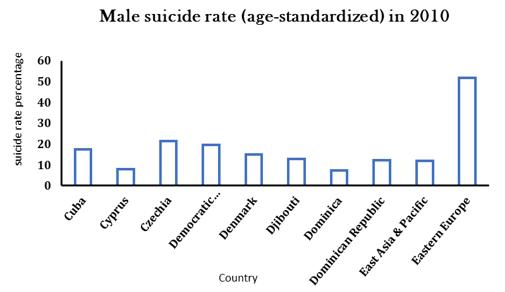 Male suicide rate (age-standardized) in 2010
suicide rate percentage
60
50
40
30
20
10
0
Cuba
Cyprus
Czechia
Democratic...
Denmark
Djibouti
Dominica
Dominican Republic
East Asia & Pacific
Eastern Europe
Country